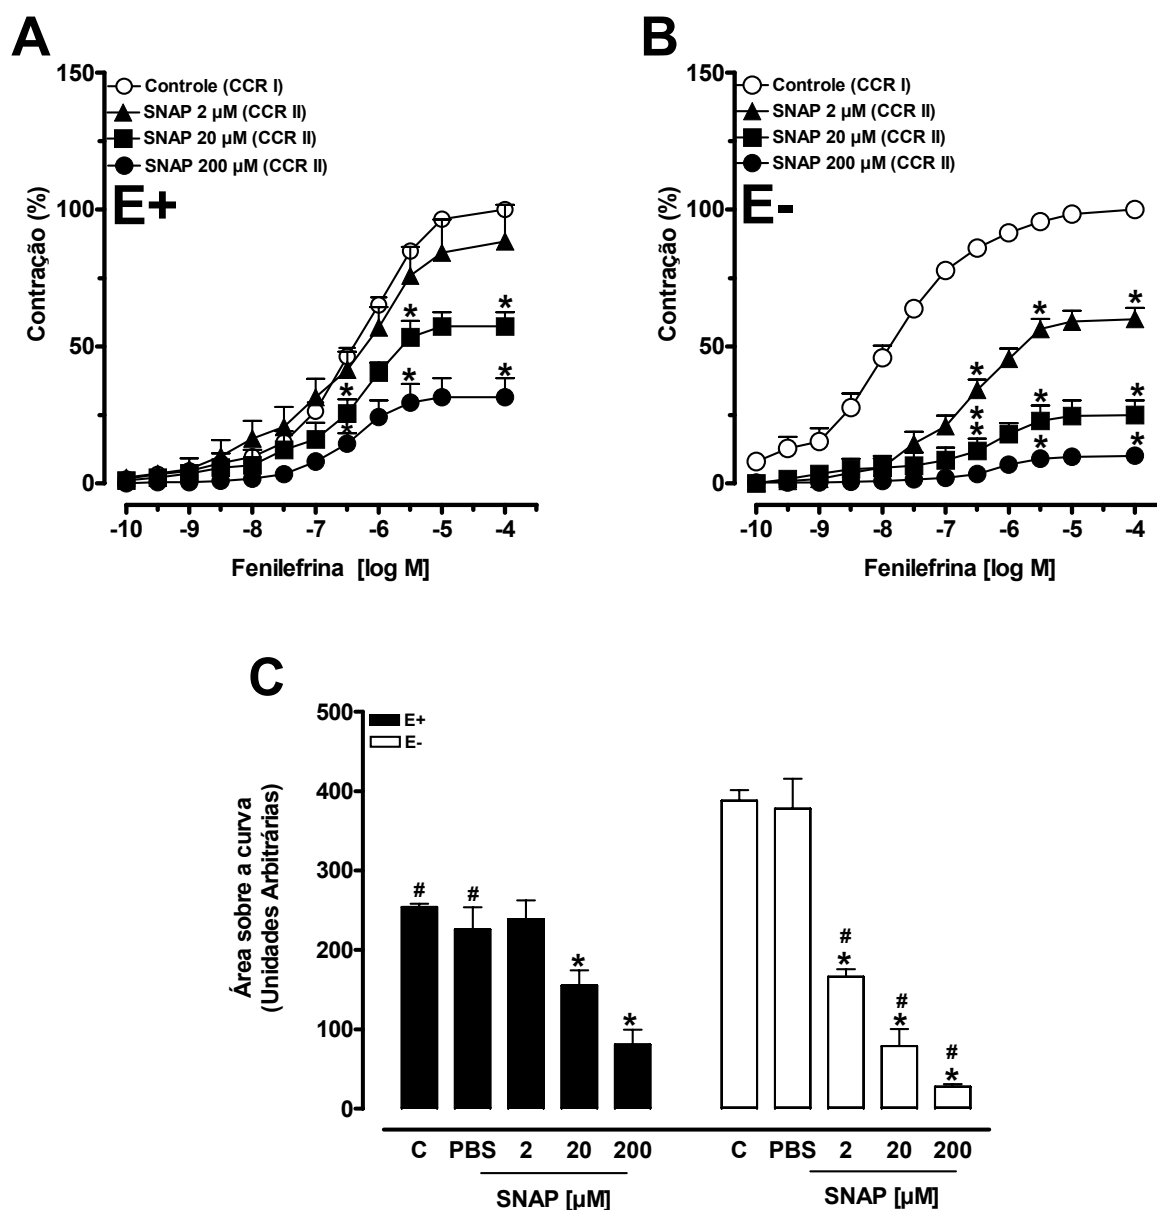 A
150
100
50
0
Contração (%)
Controle (CCR I)
SNAP 2 µM (CCR II)
SNAP 20 µM (CCR II)
SNAP 200 µM (CCR II)
E+
* *
* * *
*
-10 -9 -8 -7 -6 -5 -4
Fenilefrina [log M]
B
150
100
50
0
Contração (%)
Controle (CCR I)
SNAP 2 µM (CCR II)
SNAP 20 µM (CCR II)
SNAP 200 µM (CCR II)
E-
* *
*
* * *
* * *
-10 -9 -8 -7 -6 -5 -4
Fenilefrina [log M]
C
500
400
300
200
100
0
Área sobre a curva
(Unidades Arbitrárias)
E+
E-
# #
*
*
#
*
#
*
#
*
C PBS 2 20 200
SNAP [µM]
C PBS 2 20 200
SNAP [µM]